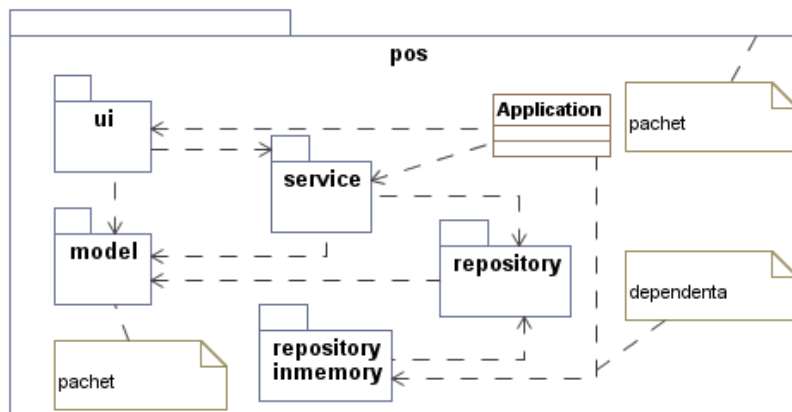 pos
ui
Application
pachet
service
model
repository
dependenta
repository
inmemory
pachet